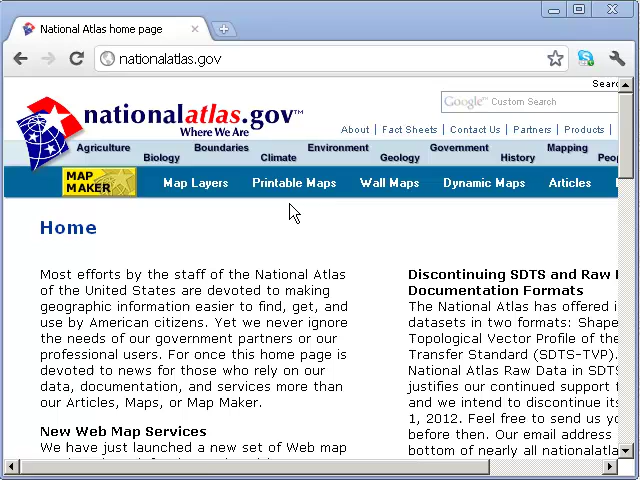 National Atlas home page
nationalatlas.gov
nationalatlas.gov™
Where We Are
Google™ Custom Search
About | Fact Sheets | Contact Us | Partners | Products |
Agriculture Boundaries Environment Government Mapping
Biology Climate Geology History
MAP MAKER
Map Layers Printable Maps Wall Maps Dynamic Maps Articles
Home
Most efforts by the staff of the National Atlas
of the United States are devoted to making
geographic information easier to find, get, and
use by American citizens. Yet we never ignore
the needs of our government partners or our
professional users. For once this home page is
devoted to news for those who rely on our
data, documentation, and services more than
our Articles, Maps, or Map Maker.
New Web Map Services
We have just launched a new set of Web map
Discontinuing SDTS and Raw
Documentation Formats
The National Atlas has offered
datasets in two formats: Shape
Topological Vector Profile of the
Transfer Standard (SDTS-TVP).
National Atlas Raw Data in SDTS
justifies our continued support
and we intend to discontinue its
1, 2012. Feel free to send us
before then. Our email address
bottom of nearly all nationalatla